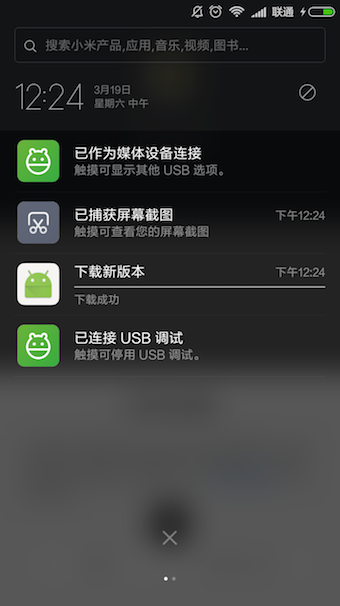 联通
搜索小米产品,应用,音乐,视频,图书...
12:24
3月19日
星期六 中午
已作为媒体设备连接
触摸可显示其他 USB 选项。
已捕获屏幕截图
下午12:24
触摸可查看您的屏幕截图
下载新版本
下午12:24
下载成功
已连接 USB 调试
触摸可停用 USB 调试。